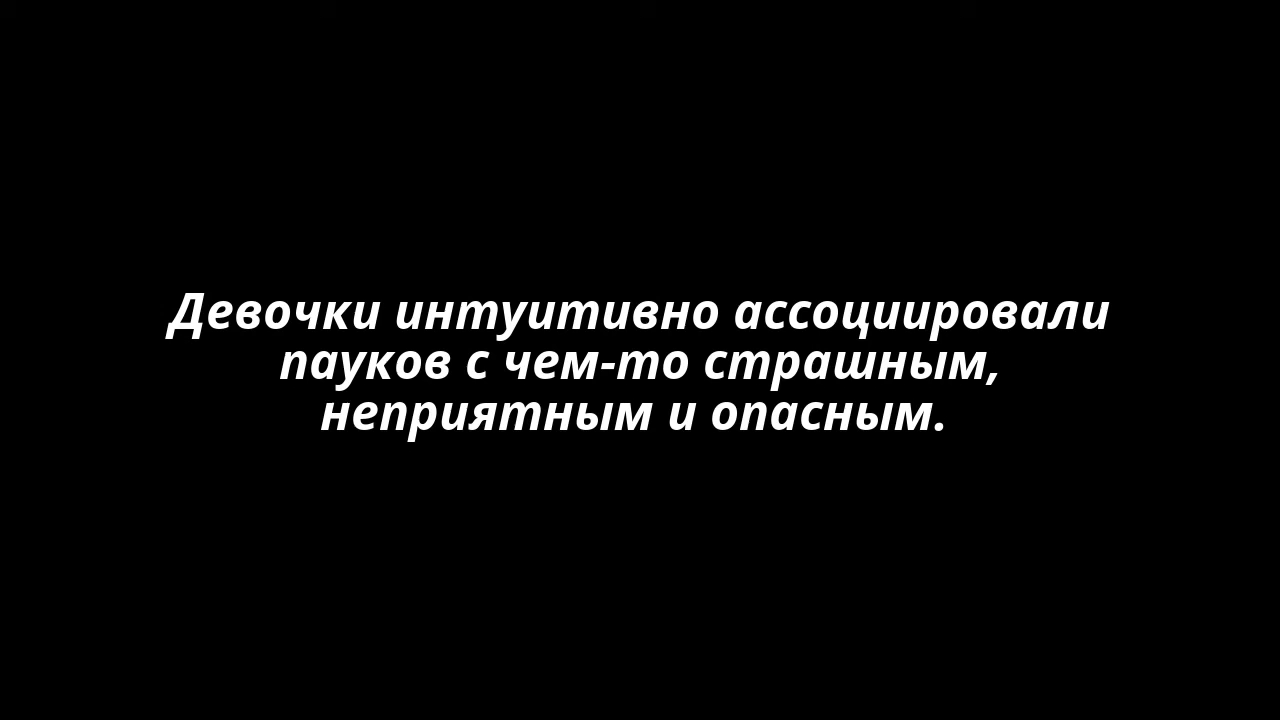 Девочки интуитивно ассоциировали
пауков с чем-то страшным,
неприятным и опасным.